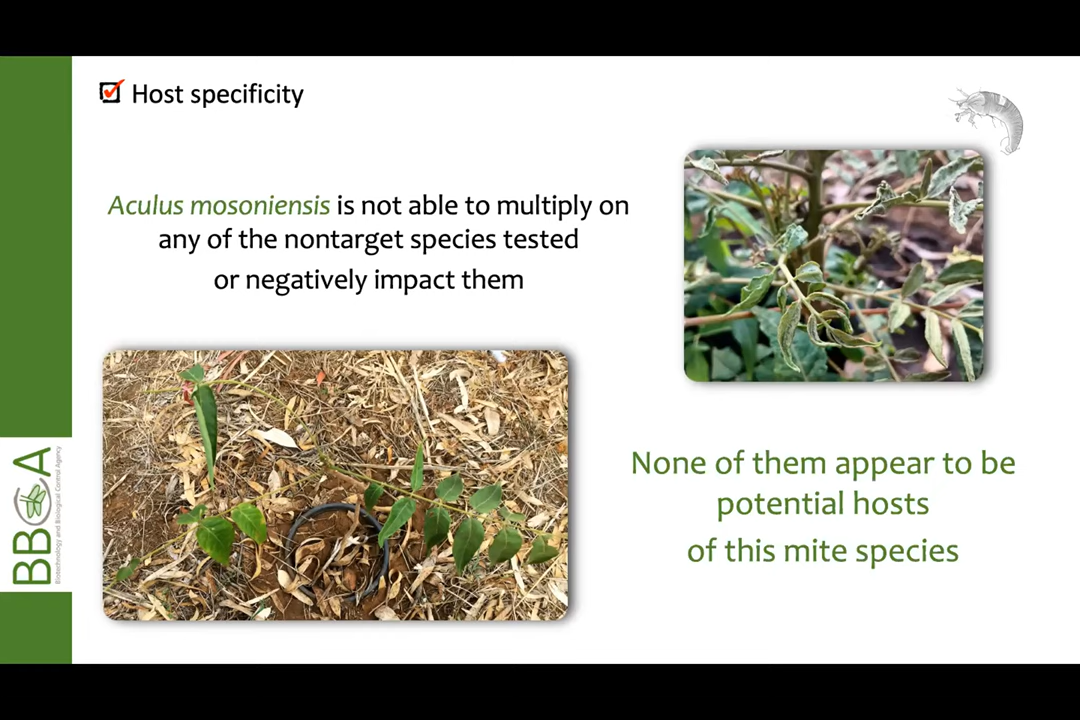 Host specificity
Aculus mosoniensis is not able to multiply on
any of the nontarget species tested
or negatively impact them
None of them appear to be
potential hosts
of this mite species
BBCA
Biotechnology and Biological Control Agency